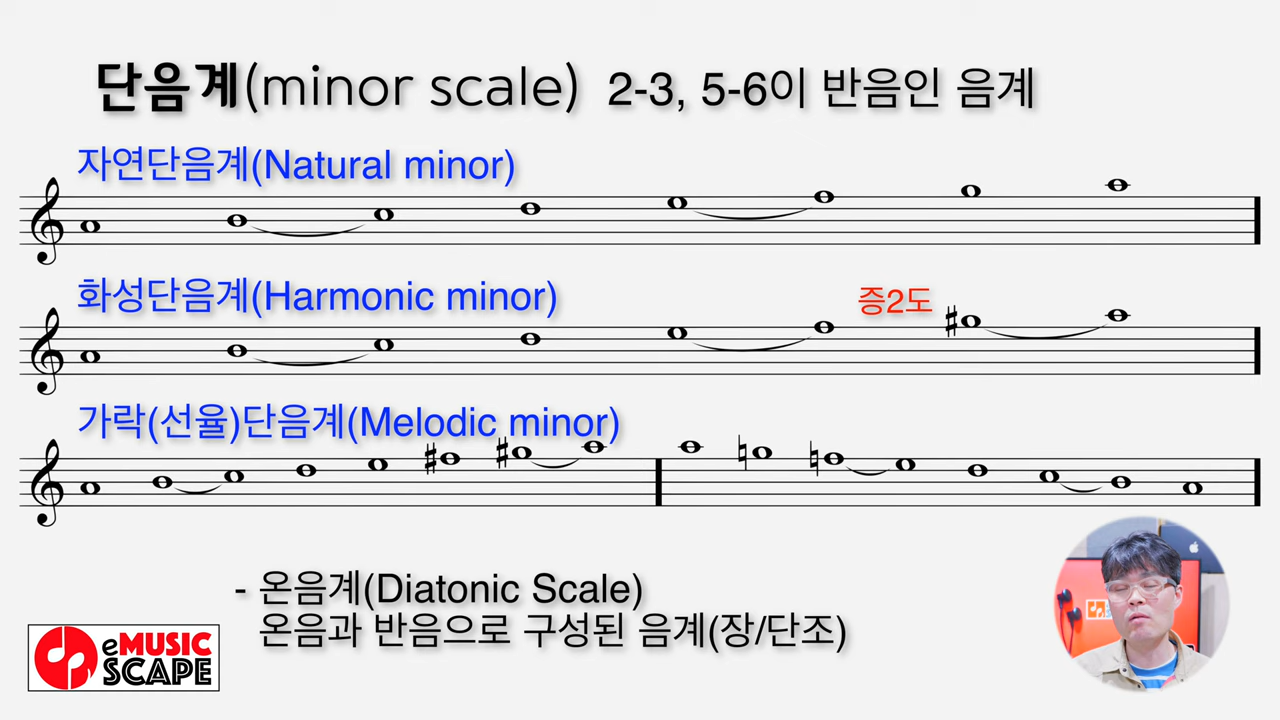 단음계(minor scale) 2-3, 5-6이 반음인 음계
자연단음계(Natural minor)
화성단음계(Harmonic minor)
증2도
가락(선율)단음계(Melodic minor)
- 온음계(Diatonic Scale)
온음과 반음으로 구성된 음계(장/단조)
eMUSIC
SCAPE